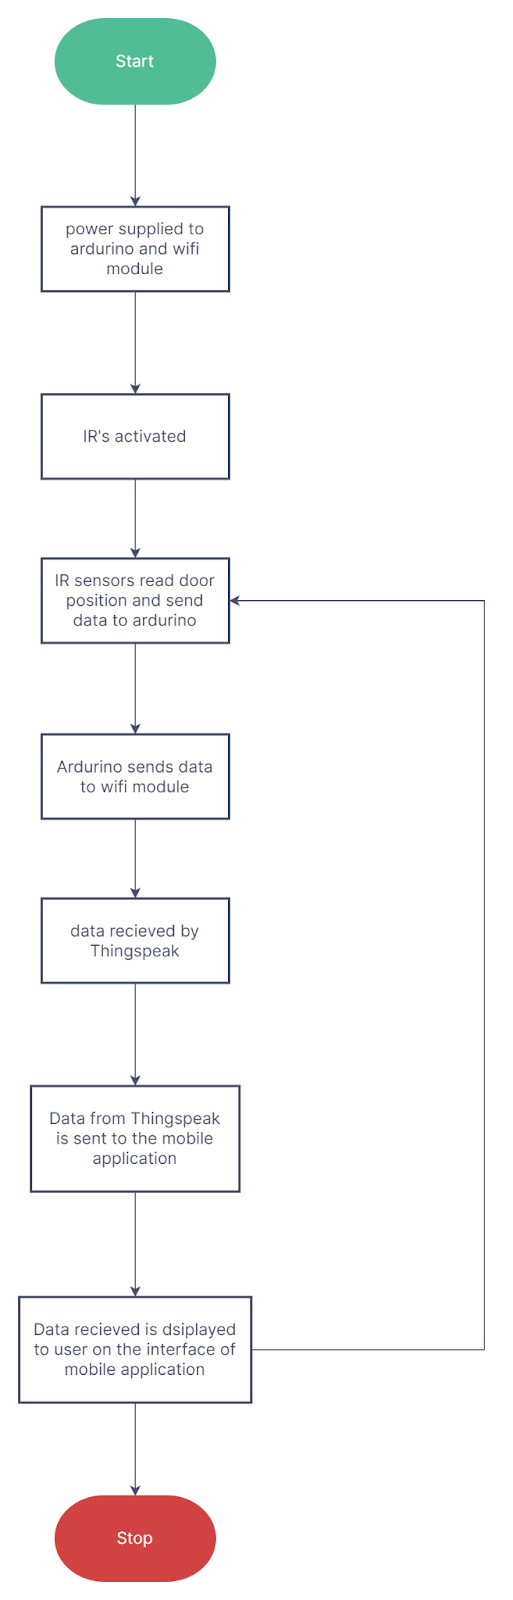 Start
power supplied to
ardurino and wifi
module
IR's activated
IR sensors read door
position and send
data to ardurino
Ardurino sends data
to wifi module
data recieved by
Thingspeak
Data from Thingspeak
is sent to the mobile
application
Data recieved is dsiplayed
to user on the interface of
mobile application
Stop